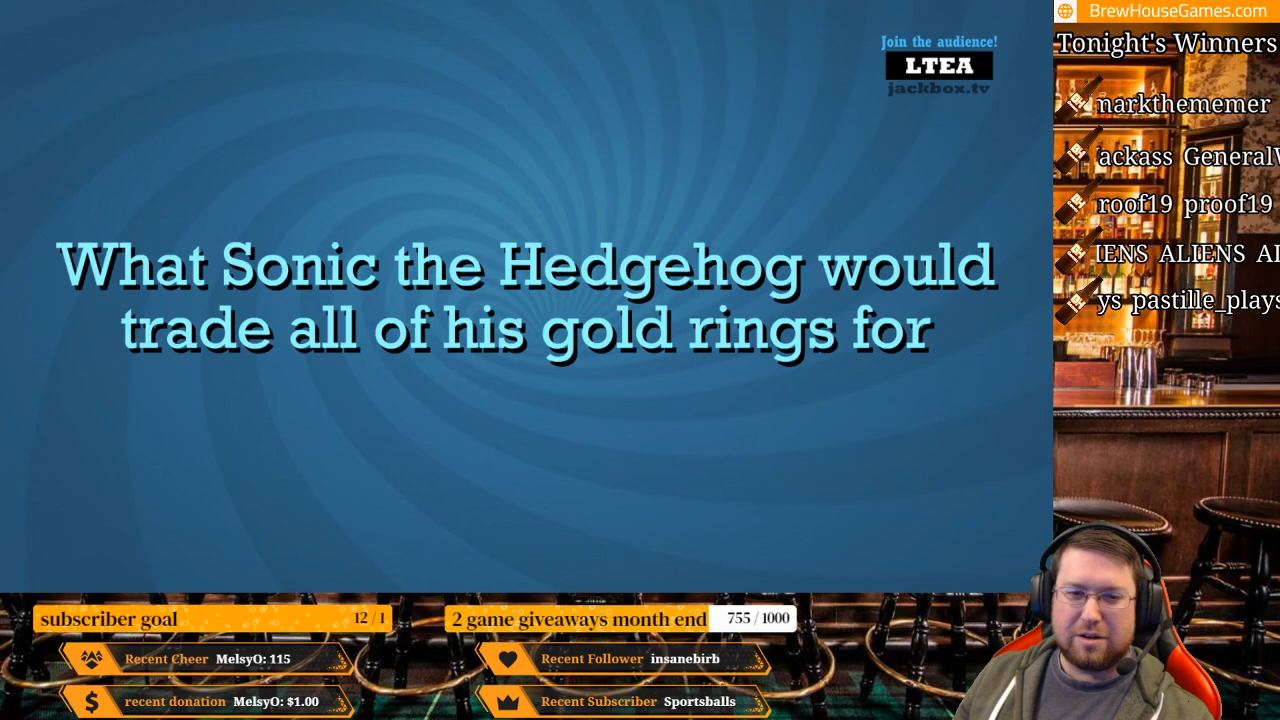 BrewHouseGames.com
Join the audience!
LTEA
jackbox.tv
Tonight's Winners
narkthememer
ackass GeneralV
roof19 proof19
IENS ALIENS AI
ys pastille_plays
What Sonic the Hedgehog would
trade all of his gold rings for
subscriber goal 12 / 1
2 game giveaways month end 755 / 1000
Recent Cheer MelsyO: 115
Recent Follower insanebirb
recent donation MelsyO: $1.00
Recent Subscriber Sportsballs